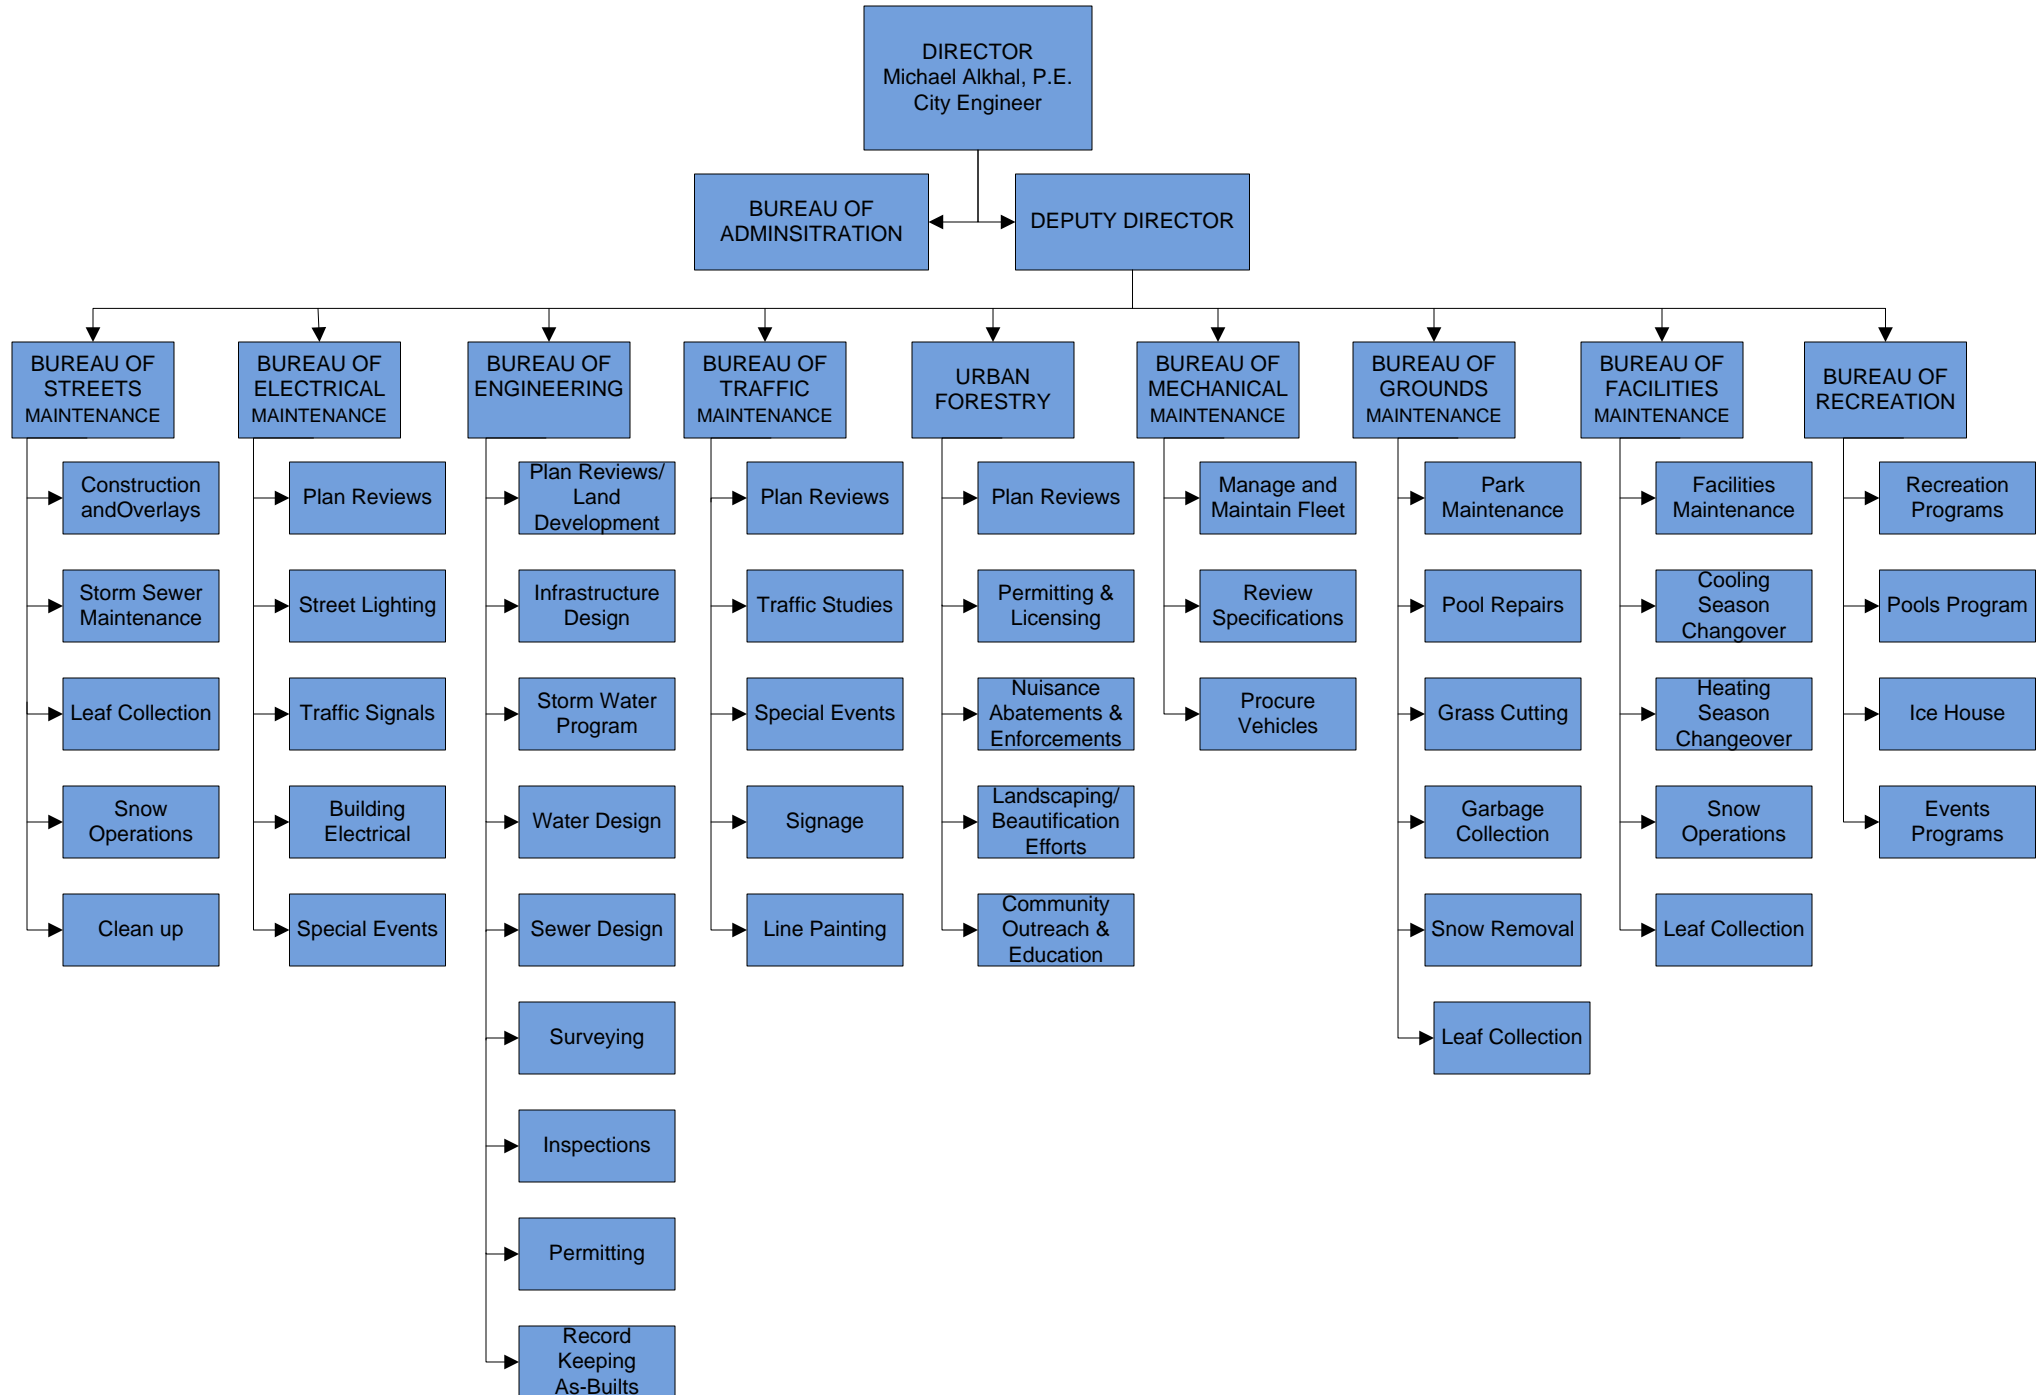 DIRECTOR
Michael Alkhal, P.E.
City Engineer
BUREAU OF
ADMINSITRATION
DEPUTY DIRECTOR
BUREAU OF
STREETS
MAINTENANCE
BUREAU OF
ELECTRICAL
MAINTENANCE
BUREAU OF
ENGINEERING
BUREAU OF
TRAFFIC
MAINTENANCE
URBAN
FORESTRY
BUREAU OF
MECHANICAL
MAINTENANCE
BUREAU OF
GROUNDS
MAINTENANCE
BUREAU OF
FACILITIES
MAINTENANCE
BUREAU OF
RECREATION
Construction
andOverlays
Storm Sewer
Maintenance
Leaf Collection
Snow
Operations
Clean up
Plan Reviews
Street Lighting
Traffic Signals
Building
Electrical
Special Events
Plan Reviews/
Land
Development
Infrastructure
Design
Storm Water
Program
Water Design
Sewer Design
Surveying
Inspections
Permitting
Record
Keeping
As-Builts
Plan Reviews
Traffic Studies
Special Events
Signage
Line Painting
Plan Reviews
Permitting &
Licensing
Nuisance
Abatements &
Enforcements
Landscaping/
Beautification
Efforts
Community
Outreach &
Education
Manage and
Maintain Fleet
Review
Specifications
Procure
Vehicles
Park
Maintenance
Pool Repairs
Grass Cutting
Garbage
Collection
Snow Removal
Leaf Collection
Facilities
Maintenance
Cooling
Season
Changover
Heating
Season
Changeover
Snow
Operations
Leaf Collection
Recreation
Programs
Pools Program
Ice House
Events
Programs